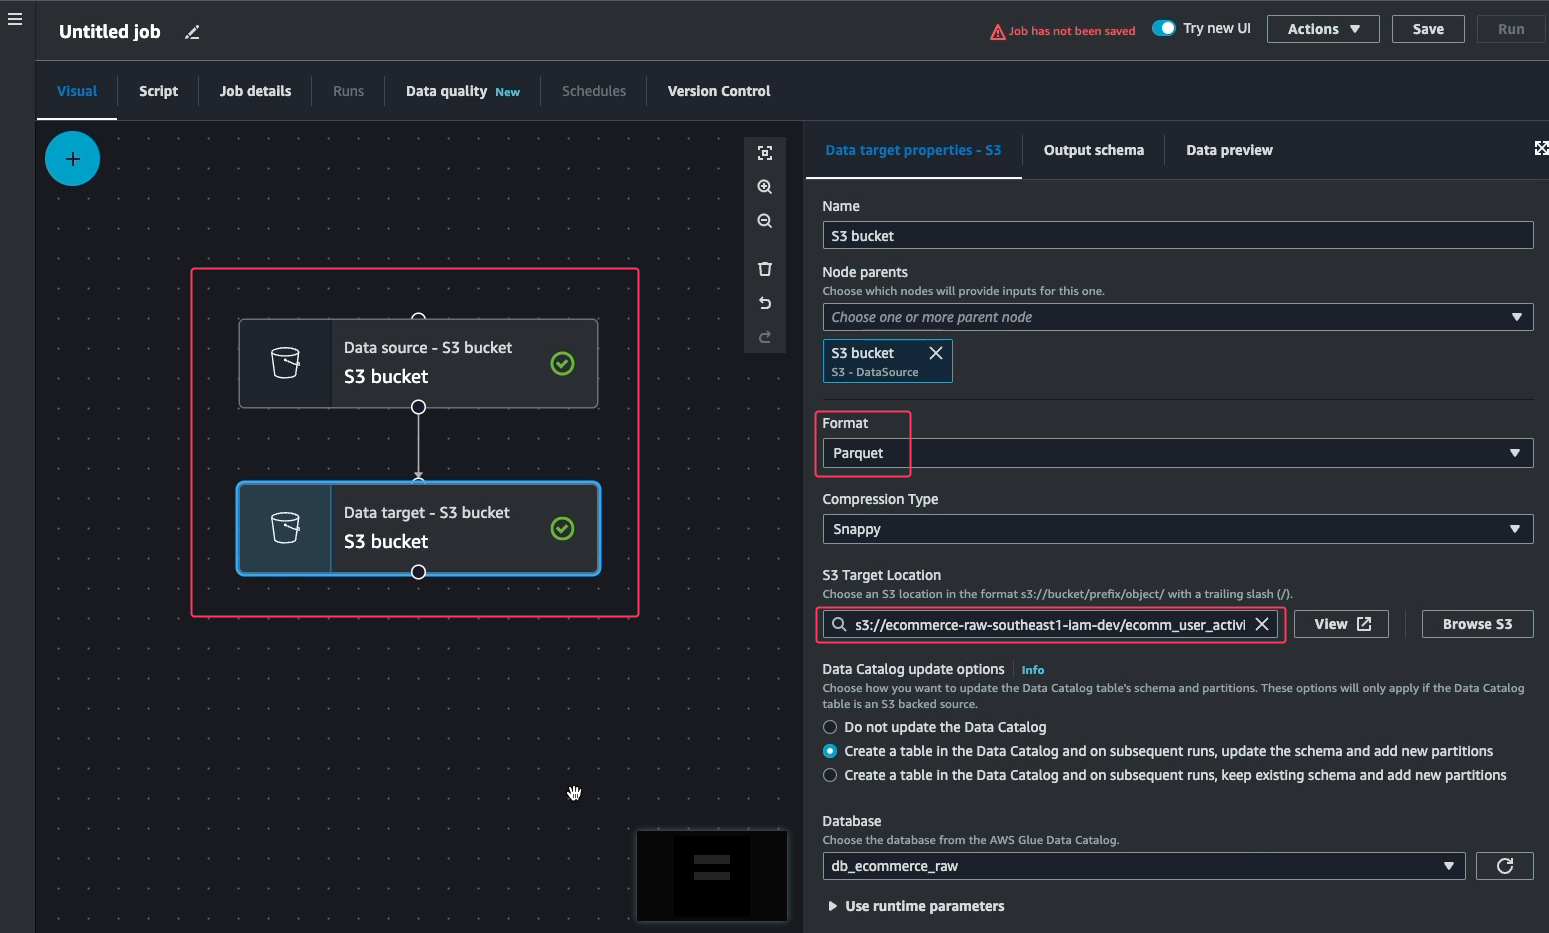 Untitled job
Job has not been saved
Try new UI
Actions
Save
Run
Visual
Script
Job details
Runs
Data quality New
Schedules
Version Control
Data source - S3 bucket
S3 bucket
Data target - S3 bucket
S3 bucket
Data target properties - S3
Output schema
Data preview
Name
S3 bucket
Node parents
Choose which nodes will provide inputs for this one.
Choose one or more parent node
S3 bucket
S3 - DataSource
Format
Parquet
Compression Type
Snappy
S3 Target Location
Choose an S3 location in the format s3://bucket/prefix/object/ with a trailing slash (/).
s3://ecommerce-raw-southeast1-iam-dev/ecomm_user_activi
View
Browse S3
Data Catalog update options Info
Choose how you want to update the Data Catalog table's schema and partitions. These options will only apply if the Data Catalog
table is an S3 backed source.
Do not update the Data Catalog
Create a table in the Data Catalog and on subsequent runs, update the schema and add new partitions
Create a table in the Data Catalog and on subsequent runs, keep existing schema and add new partitions
Database
Choose the database from the AWS Glue Data Catalog.
db_ecommerce_raw
Use runtime parameters